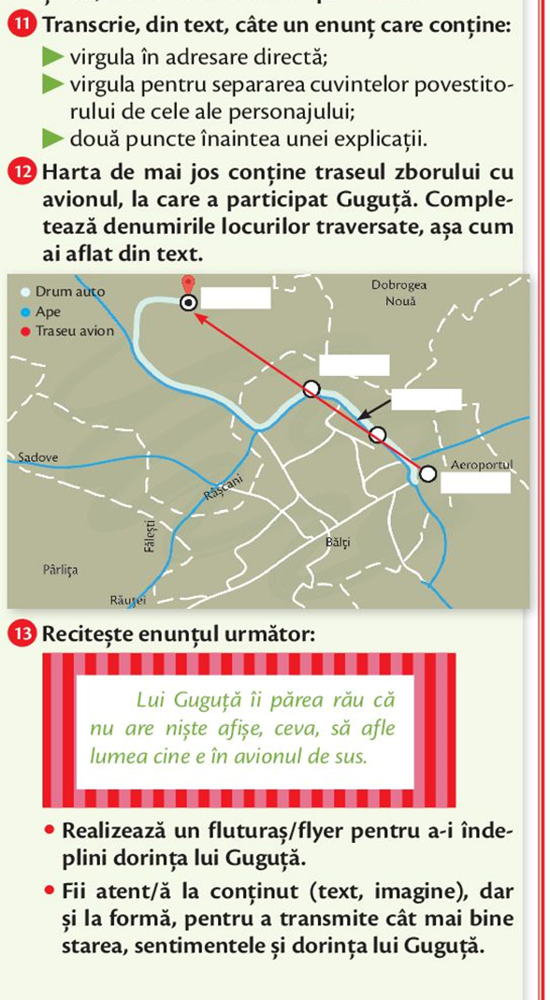 11 Transcrie, din text, câte un enunț care conține:
virgula în adresare directă;
virgula pentru separarea cuvintelor povestito-
rului de cele ale personajului;
două puncte înaintea unei explicații.
12 Harta de mai jos conține traseul zborului cu
avionul, la care a participat Guguță. Comple-
tează denumirile locurilor traversate, așa cum
ai aflat din text.
Drum auto
Ape
Traseu avion
Dobrogea
Nouă
Sadove
Aeroportul
Râșcani
Fălești
Bălți
Pârlița
Răuței
13 Recitește enunțul următor:
Lui Guguță îi părea rău că
nu are niște afișe, ceva, să afle
lumea cine e în avionul de sus.
• Realizează un fluturaș/flyer pentru a-i înde-
plini dorința lui Guguță.
• Fii atent/ă la conținut (text, imagine), dar
și la formă, pentru a transmite cât mai bine
starea, sentimentele și dorința lui Guguță.